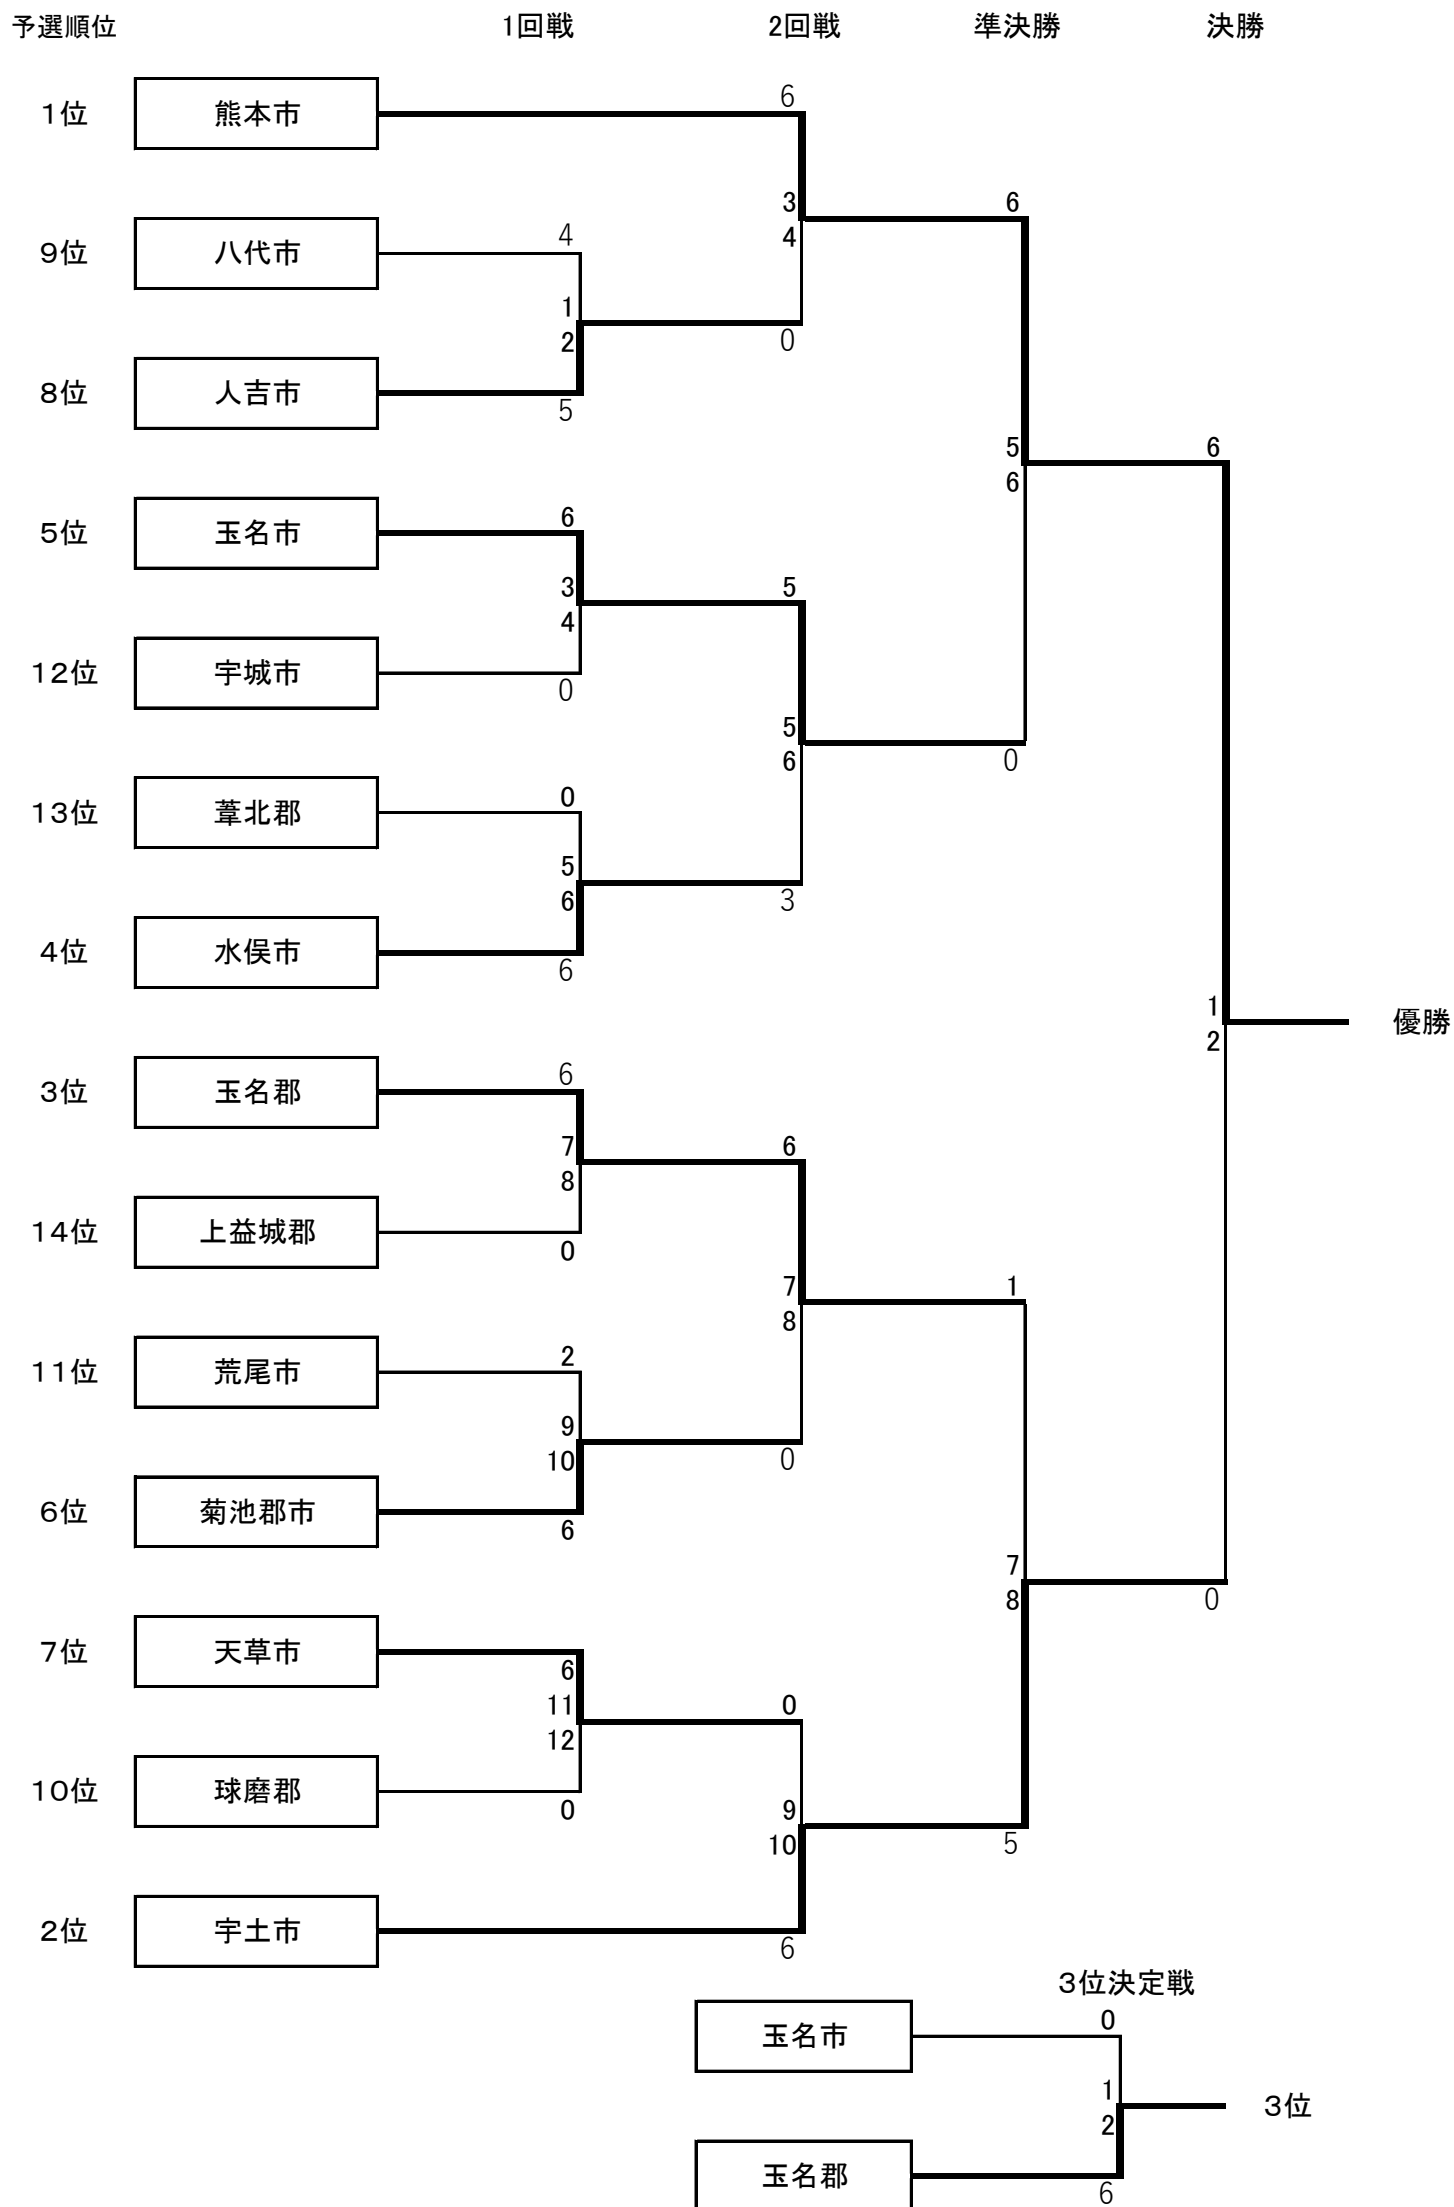 予選順位 1回戦 2回戦 準決勝 決勝
6
1位 熊本市
3 6
4
9位 八代市 4
1
2 0
8位 人吉市
5
5 6
6
5位 玉名市 6
3 5
4
12位 宇城市
0
5
6 0
13位 葦北郡 0
5
6 3
4位 水俣市
6
1
優勝
2
3位 玉名郡 6
7 6
8
14位 上益城郡
0
7 1
8
11位 荒尾市 2
9
10 0
6位 菊池郡市
6
7
8 0
7位 天草市
6
11 0
12
10位 球磨郡
0
9
10 5
2位 宇土市
6
3位決定戦
0
玉名市
1
3位
2
玉名郡
6